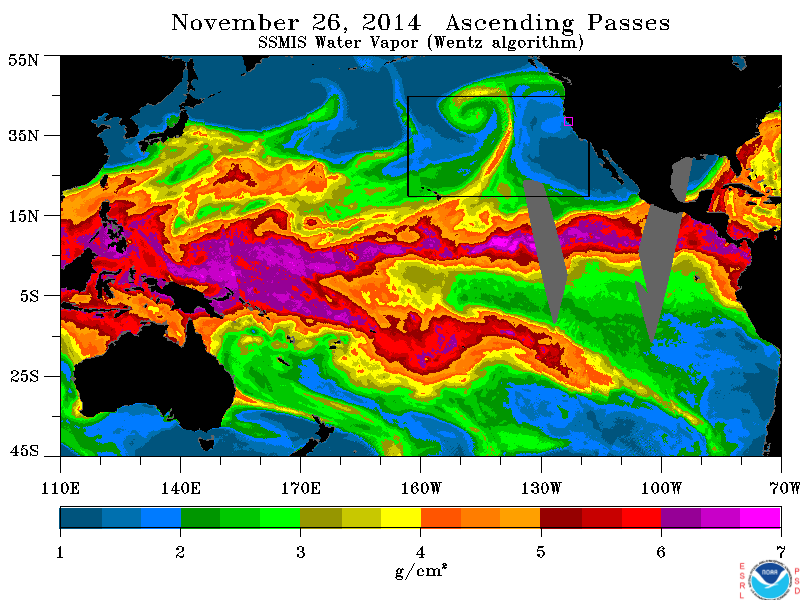 November 26, 2014 Ascending Passes
SSMIS Water Vapor (Wentz algorithm)
55N
35N
15N
5S
25S
45S
110E 140E 170E 160W 130W 100W 70W
1 2 3 4 5 6 7
g/cm²
ESRL
NOAA
PSD